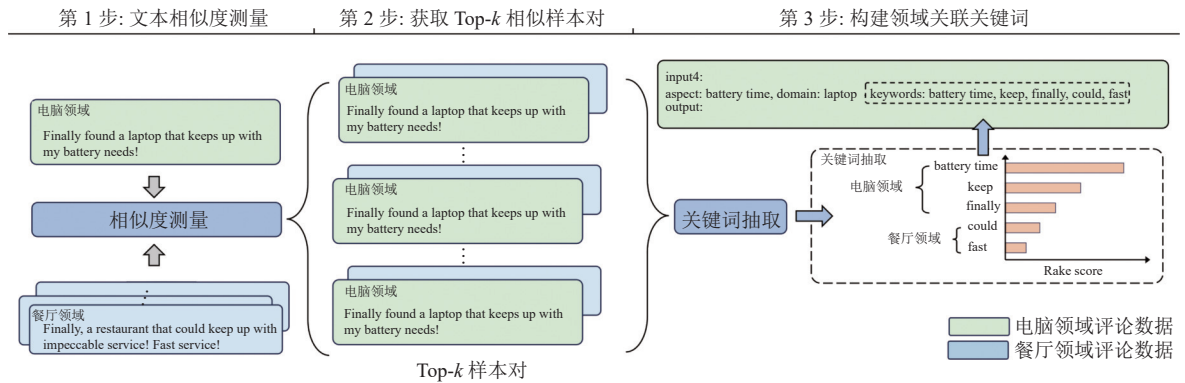 第 1 步: 文本相似度测量
第 2 步: 获取 Top-k 相似样本对
第 3 步: 构建领域关联关键词
电脑领域
Finally found a laptop that keeps up with
my battery needs!
相似度测量
⋮
餐厅领域
Finally, a restaurant that could keep up with
impeccable service! Fast service!
电脑领域
Finally found a laptop that keeps up with
my battery needs!
⋮
电脑领域
Finally found a laptop that keeps up with
my battery needs!
⋮
电脑领域
Finally found a laptop that keeps up with
my battery needs!
Top-k 样本对
关键词抽取
input4:
aspect: battery time, domain: laptop keywords: battery time, keep, finally, could, fast
output:
关键词抽取
电脑领域
餐厅领域
battery time
keep
finally
could
fast
Rake score
电脑领域评论数据
餐厅领域评论数据